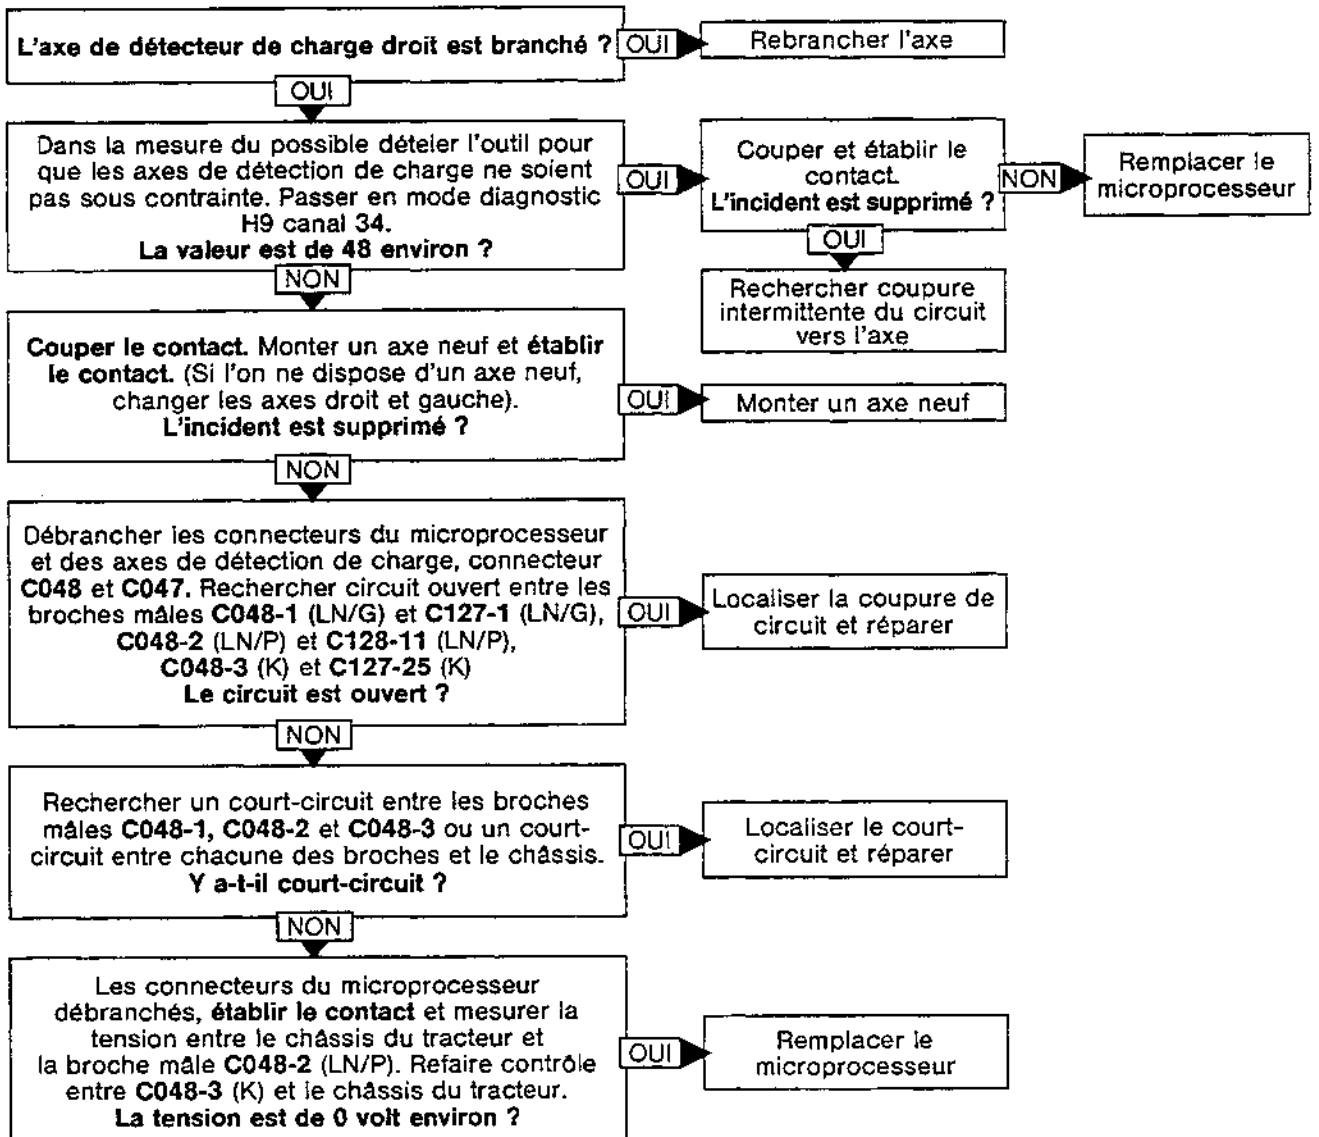 L'axe de détecteur de charge droit est branché ?
OUI
Rebrancher l'axe
OUI
Dans la mesure du possible dételer l'outil pour
que les axes de détection de charge ne soient
pas sous contrainte. Passer en mode diagnostic
H9 canal 34.
La valeur est de 48 environ ?
OUI
Couper et établir le
contact.
L'incident est supprimé ?
NON
Remplacer le
microprocesseur
OUI
Rechercher coupure
intermittente du circuit
vers l'axe
NON
Couper le contact. Monter un axe neuf et établir
le contact. (Si l'on ne dispose d'un axe neuf,
changer les axes droit et gauche).
L'incident est supprimé ?
OUI
Monter un axe neuf
NON
Débrancher les connecteurs du microprocesseur
et des axes de détection de charge, connecteur
C048 et C047. Rechercher circuit ouvert entre les
broches mâles C048-1 (LN/G) et C127-1 (LN/G),
C048-2 (LN/P) et C128-11 (LN/P),
C048-3 (K) et C127-25 (K)
Le circuit est ouvert ?
OUI
Localiser la coupure de
circuit et réparer
NON
Rechercher un court-circuit entre les broches
mâles C048-1, C048-2 et C048-3 ou un court-
circuit entre chacune des broches et le châssis.
Y a-t-il court-circuit ?
OUI
Localiser le court-
circuit et réparer
NON
Les connecteurs du microprocesseur
débranchés, établir le contact et mesurer la
tension entre le châssis du tracteur et
la broche mâle C048-2 (LN/P). Refaire contrôle
entre C048-3 (K) et le châssis du tracteur.
La tension est de 0 volt environ ?
OUI
Remplacer le
microprocesseur